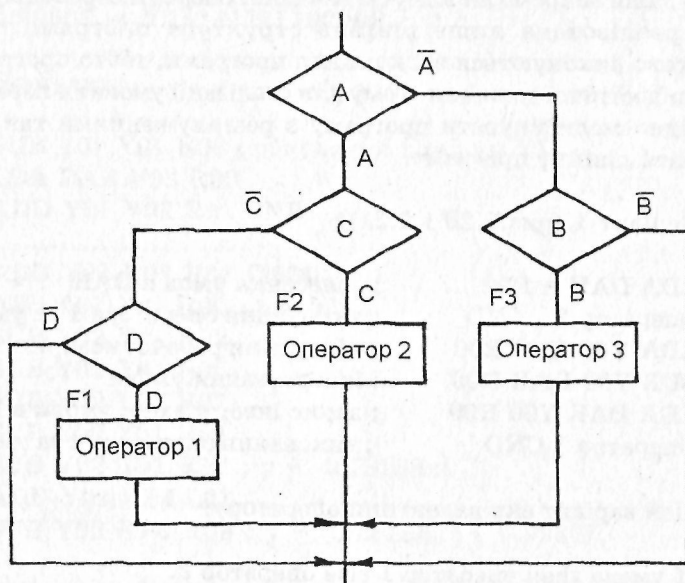 A̅
A
A
C̅
B̅
C
B
D̅
F2
C
F3
B
D
Оператор 2
Оператор 3
F1
D
Оператор 1